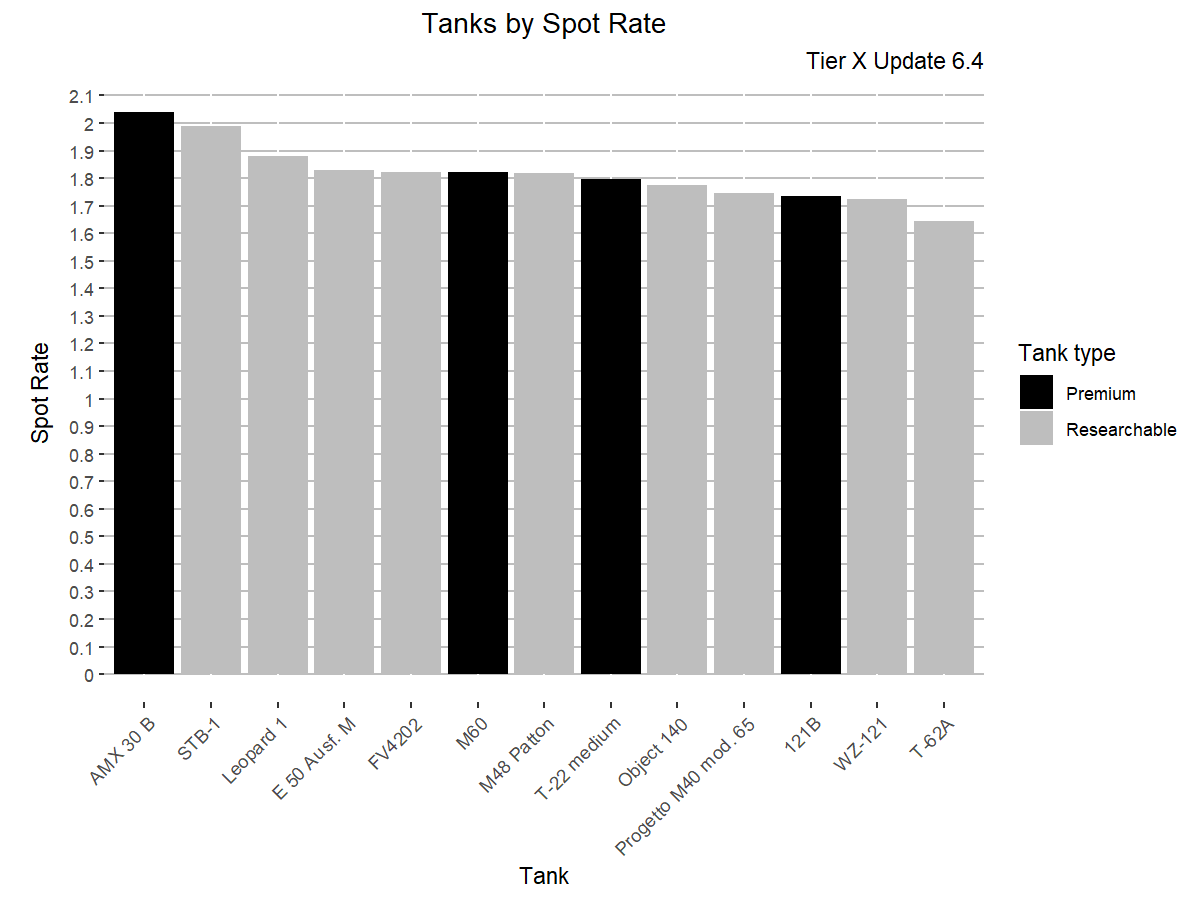 Tanks by Spot Rate
Tier X Update 6.4
2.1
2
1.9
1.8
1.7
1.6
1.5
1.4
1.3
1.2
1.1
1
0.9
0.8
0.7
0.6
0.5
0.4
0.3
0.2
0.1
0
Spot Rate
AMX 30 B
STB-1
Leopard 1
E 50 Ausf. M
FV4202
M60
M48 Patton
T-22 medium
Object 140
Progetto M40 mod. 65
121B
WZ-121
T-62A
Tank
Tank type
Premium
Researchable